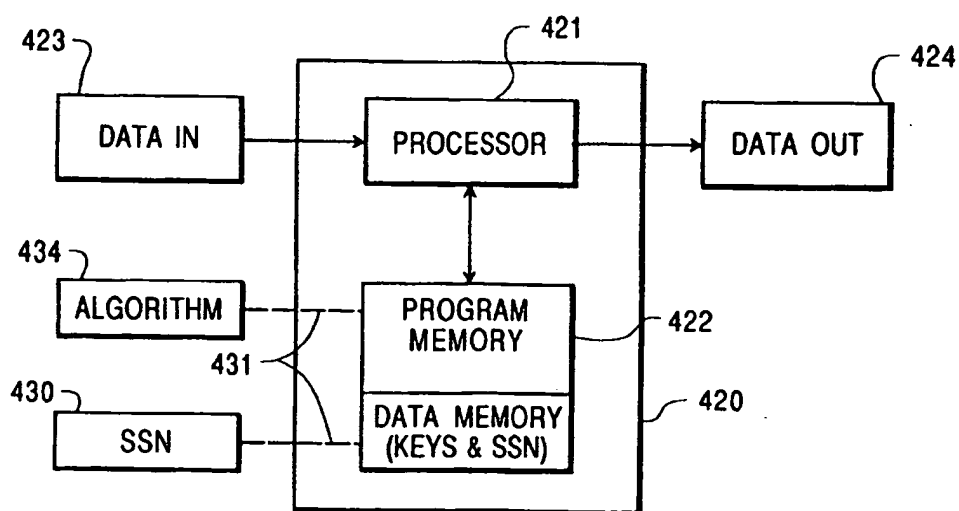 421
423
424
DATA IN
PROCESSOR
DATA OUT
434
ALGORITHM
PROGRAM
MEMORY
422
431
430
420
SSN
DATA MEMORY
(KEYS & SSN)